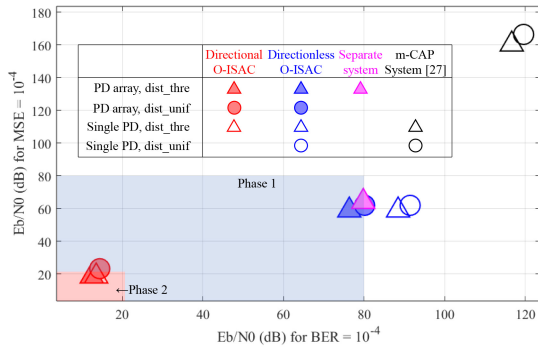 160
140
120
100
80
60
40
20
Eb/N0 (dB) for MSE = 10⁻⁴
Directional Directionless Separate m-CAP
O-ISAC O-ISAC system System [27]
PD array, dist_thre
PD array, dist_unif
Single PD, dist_thre
Single PD, dist_unif
Phase 1
←Phase 2
20 40 60 80 100 120
Eb/N0 (dB) for BER = 10⁻⁴